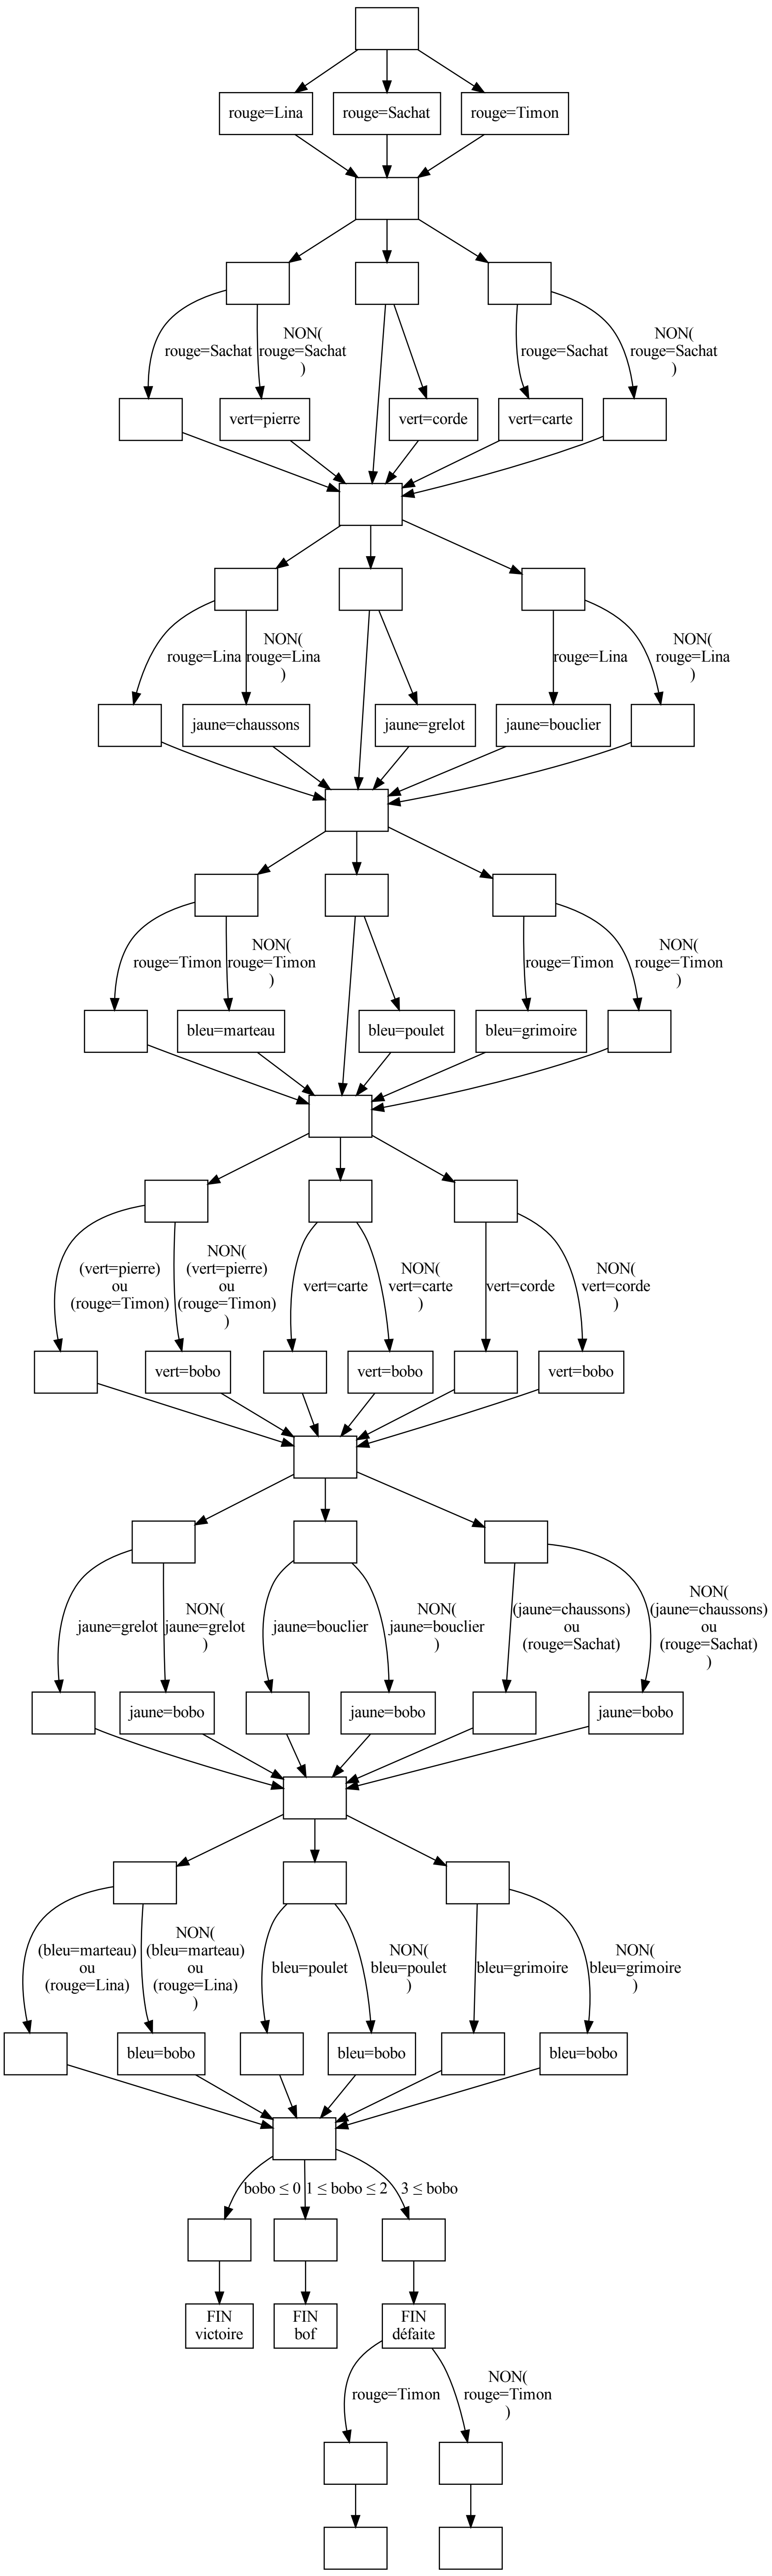 rouge=Lina
rouge=Sachat
rouge=Timon
rouge=Sachat
NON(
rouge=Sachat
)
rouge=Sachat
NON(
rouge=Sachat
)
vert=pierre
vert=corde
vert=carte
rouge=Lina
NON(
rouge=Lina
)
rouge=Lina
NON(
rouge=Lina
)
jaune=chaussons
jaune=grelot
jaune=bouclier
rouge=Timon
NON(
rouge=Timon
)
rouge=Timon
NON(
rouge=Timon
)
bleu=marteau
bleu=poulet
bleu=grimoire
(vert=pierre)
ou
(rouge=Timon)
NON(
(vert=pierre)
ou
(rouge=Timon)
)
vert=carte
NON(
vert=carte
)
vert=corde
NON(
vert=corde
)
vert=bobo
vert=bobo
vert=bobo
jaune=grelot
NON(
jaune=grelot
)
jaune=bouclier
NON(
jaune=bouclier
)
(jaune=chaussons)
ou
(rouge=Sachat)
NON(
(jaune=chaussons)
ou
(rouge=Sachat)
)
jaune=bobo
jaune=bobo
jaune=bobo
(bleu=marteau)
ou
(rouge=Lina)
NON(
(bleu=marteau)
ou
(rouge=Lina)
)
bleu=poulet
NON(
bleu=poulet
)
bleu=grimoire
NON(
bleu=grimoire
)
bleu=bobo
bleu=bobo
bleu=bobo
bobo ≤ 0
1 ≤ bobo ≤ 2
3 ≤ bobo
FIN
victoire
FIN
bof
FIN
défaite
rouge=Timon
NON(
rouge=Timon
)